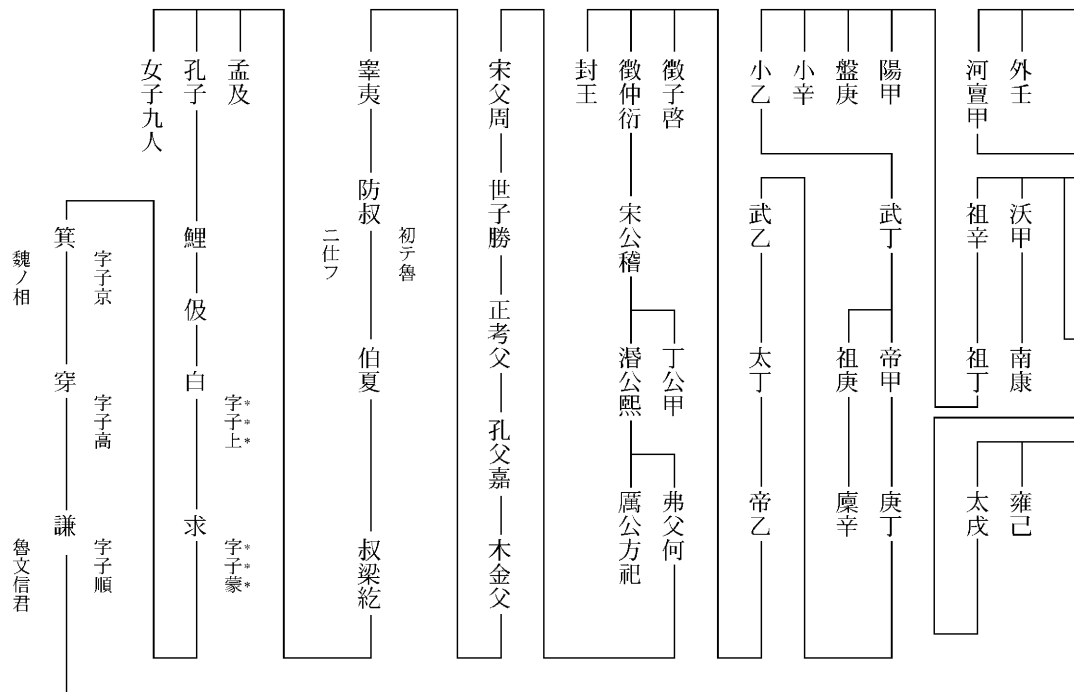 外壬
河亶甲
沃甲
祖辛
南康
祖丁
雍己
太戌
陽甲
盤庚
小辛
小乙
武丁
武乙
帝甲
祖庚
太丁
庚丁
廩辛
帝乙
徴子啓
徴仲衍
封王
宋公稽
丁公甲
湣公熙
弗父何
厲公方祀
宋父周
世子勝
正考父
孔父嘉
木金父
睾夷
防叔
初テ魯
ニ仕フ
伯夏
叔梁紇
孟及
孔子
女子九人
鯉
伋
白
字子上
求
字子蒙
箕
字子京
魏ノ相
穿
字子高
謙
字子順
魯文信君